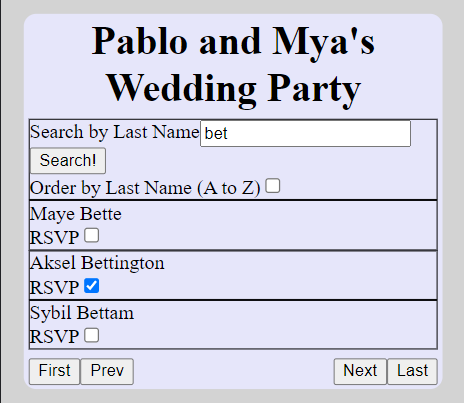 Pablo and Mya's
Wedding Party
Search by Last Name bet
Search!
Order by Last Name (A to Z)
Maye Bette
RSVP
Aksel Bettington
RSVP
Sybil Bettam
RSVP
First Prev Next Last